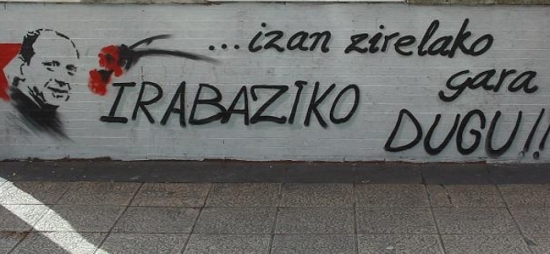 ...izan zirelako
gara
IRABAZIKO
DUGU!!